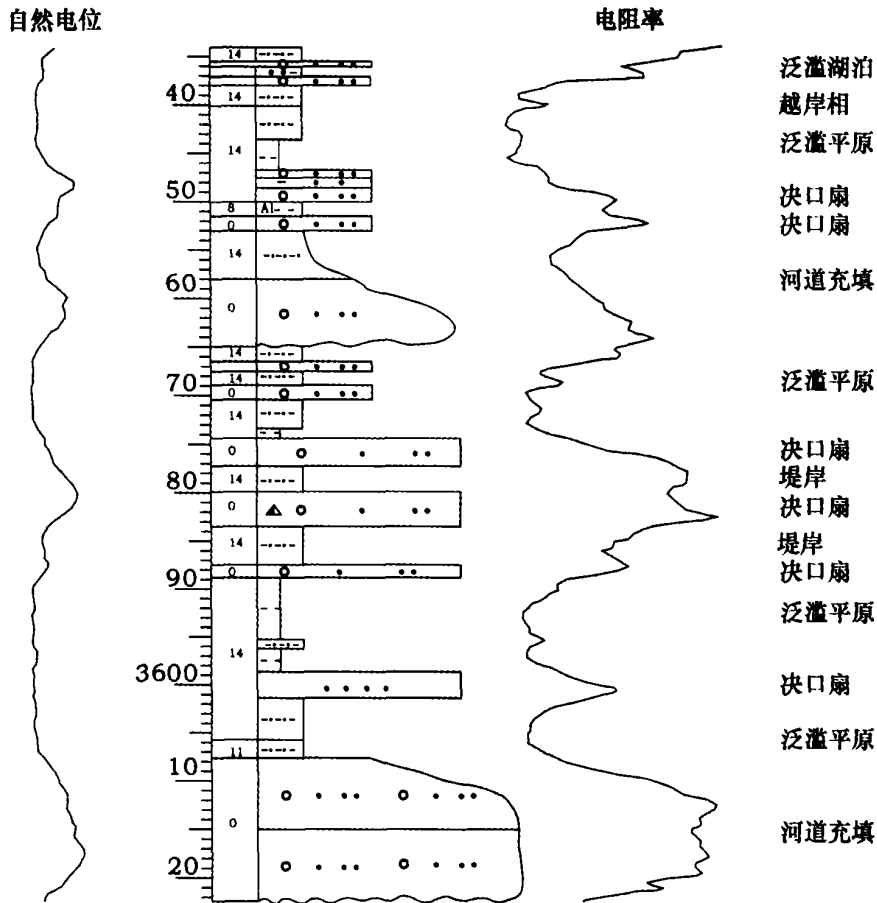 自然电位
电阻率
14
泛滥湖泊
40
14
越岸相
14
泛滥平原
50
决口扇
8
Al
0
决口扇
14
60
河道充填
0
14
14
70
泛滥平原
0
14
0
决口扇
80
14
堤岸
0
决口扇
14
堤岸
90
0
决口扇
泛滥平原
14
3600
决口扇
泛滥平原
11
10
0
河道充填
20